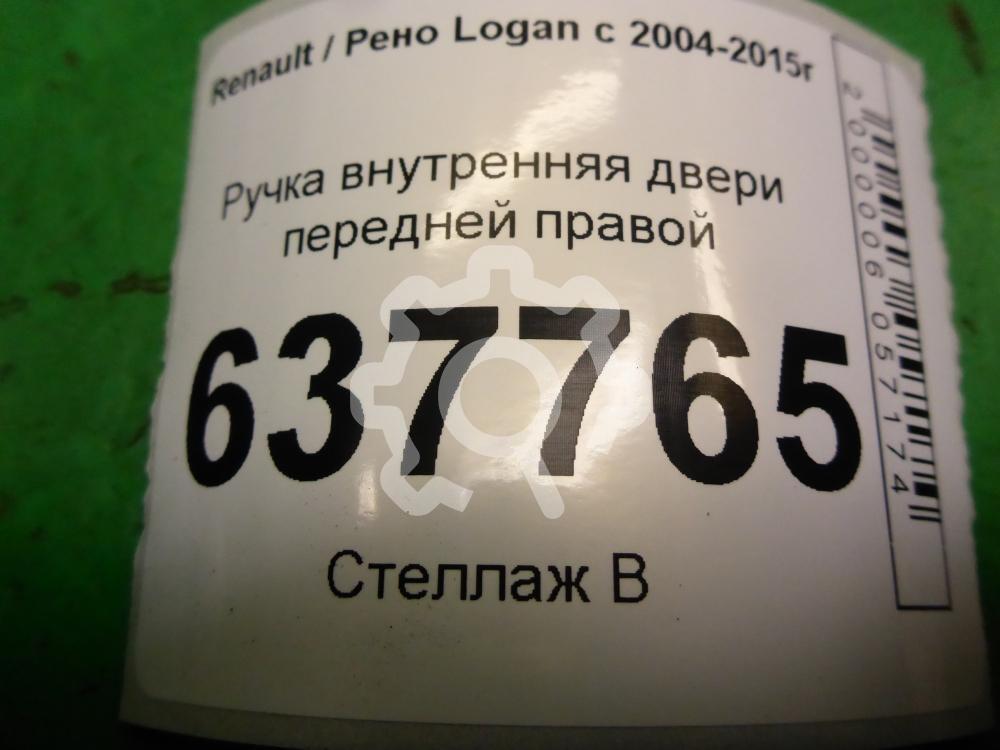 Renault / Рено Logan с 2004-2015г
Ручка внутренняя двери
передней правой
637765
Стеллаж В
2000006057174